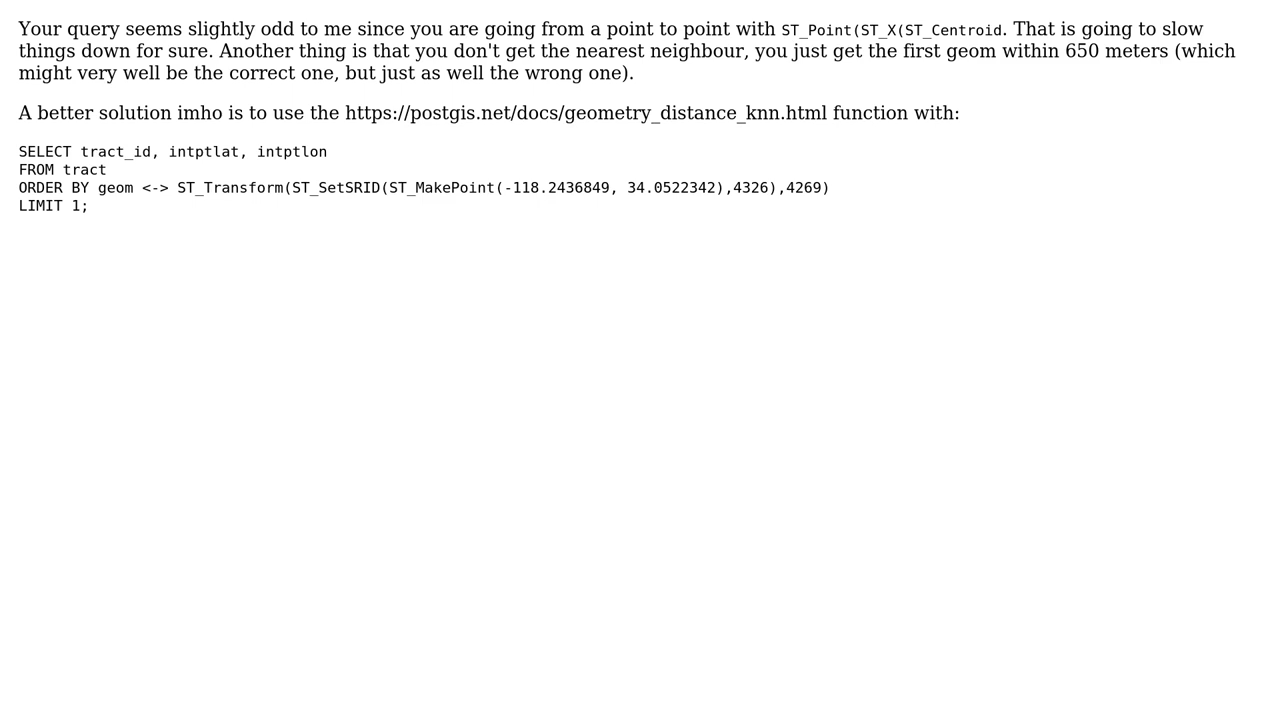 Your query seems slightly odd to me since you are going from a point to point with ST_Point(ST_X(ST_Centroid. That is going to slow
things down for sure. Another thing is that you don't get the nearest neighbour, you just get the first geom within 650 meters (which
might very well be the correct one, but just as well the wrong one).
A better solution imho is to use the https://postgis.net/docs/geometry_distance_knn.html function with:
SELECT tract_id, intptlat, intptlon
FROM tract
ORDER BY geom <-> ST_Transform(ST_SetSRID(ST_MakePoint(-118.2436849, 34.0522342),4326),4269)
LIMIT 1;